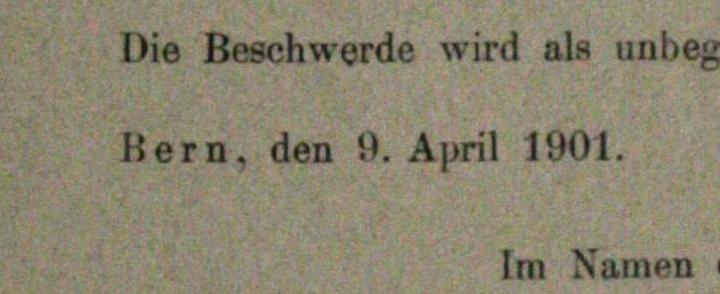 Die Beschwerde wird als unbeg
Bern, den 9. April 1901.
Im Namen